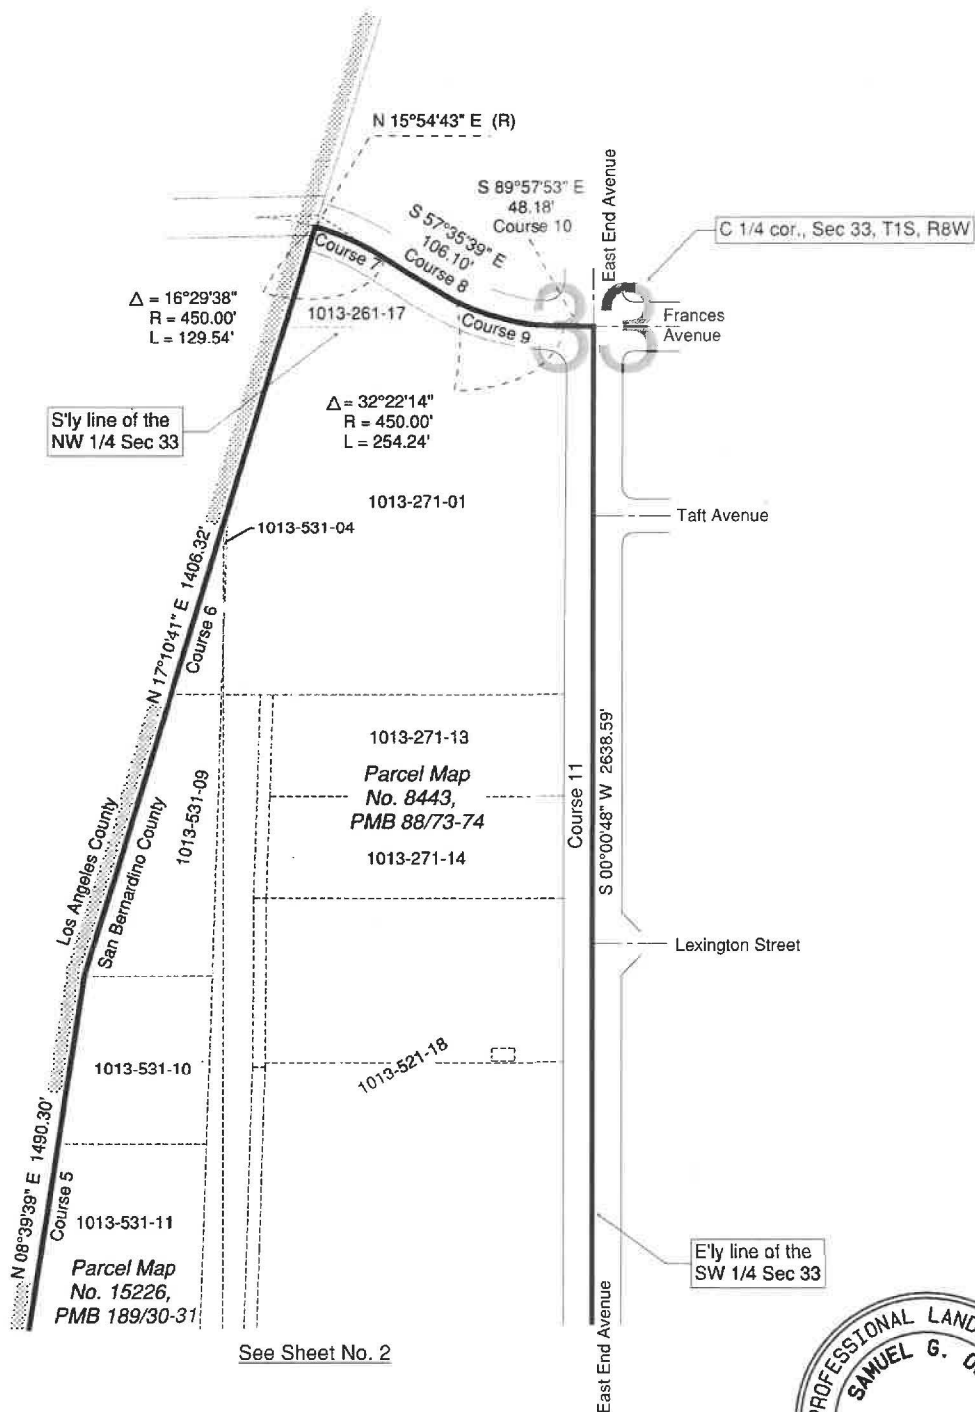 N 15°54'43" E (R)
S 89°57'53" E
48.18'
Course 10
East End Avenue
C 1/4 cor., Sec 33, T1S, R8W
S 57°35'39" E
106.10'
Course 8
Course 7
Δ = 16°29'38"
R = 450.00'
L = 129.54'
1013-261-17
Course 9
Frances
Avenue
S'ly line of the
NW 1/4 Sec 33
Δ = 32°22'14"
R = 450.00'
L = 254.24'
1013-271-01
1013-531-04
Taft Avenue
N 17°10'41" E 1406.32'
Course 6
1013-271-13
Parcel Map
No. 8443,
PMB 88/73-74
1013-271-14
Course 11
S 00°00'48" W 2638.59'
1013-531-09
Los Angeles County
San Bernardino County
Lexington Street
1013-531-10
1013-521-18
N 08°39'39" E 1490.30'
Course 5
1013-531-11
Parcel Map
No. 15226,
PMB 189/30-31
E'ly line of the
SW 1/4 Sec 33
East End Avenue
See Sheet No. 2
PROFESSIONAL LAND
SAMUEL G.